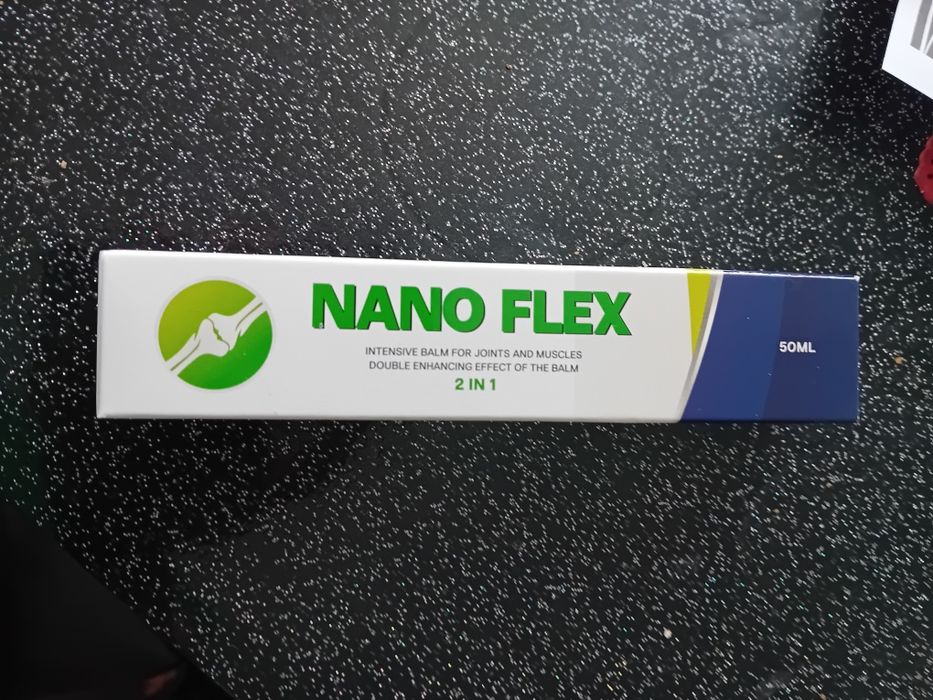 NANO FLEX
INTENSIVE BALM FOR JOINTS AND MUSCLES
DOUBLE ENHANCING EFFECT OF THE BALM
2 IN 1
50ML